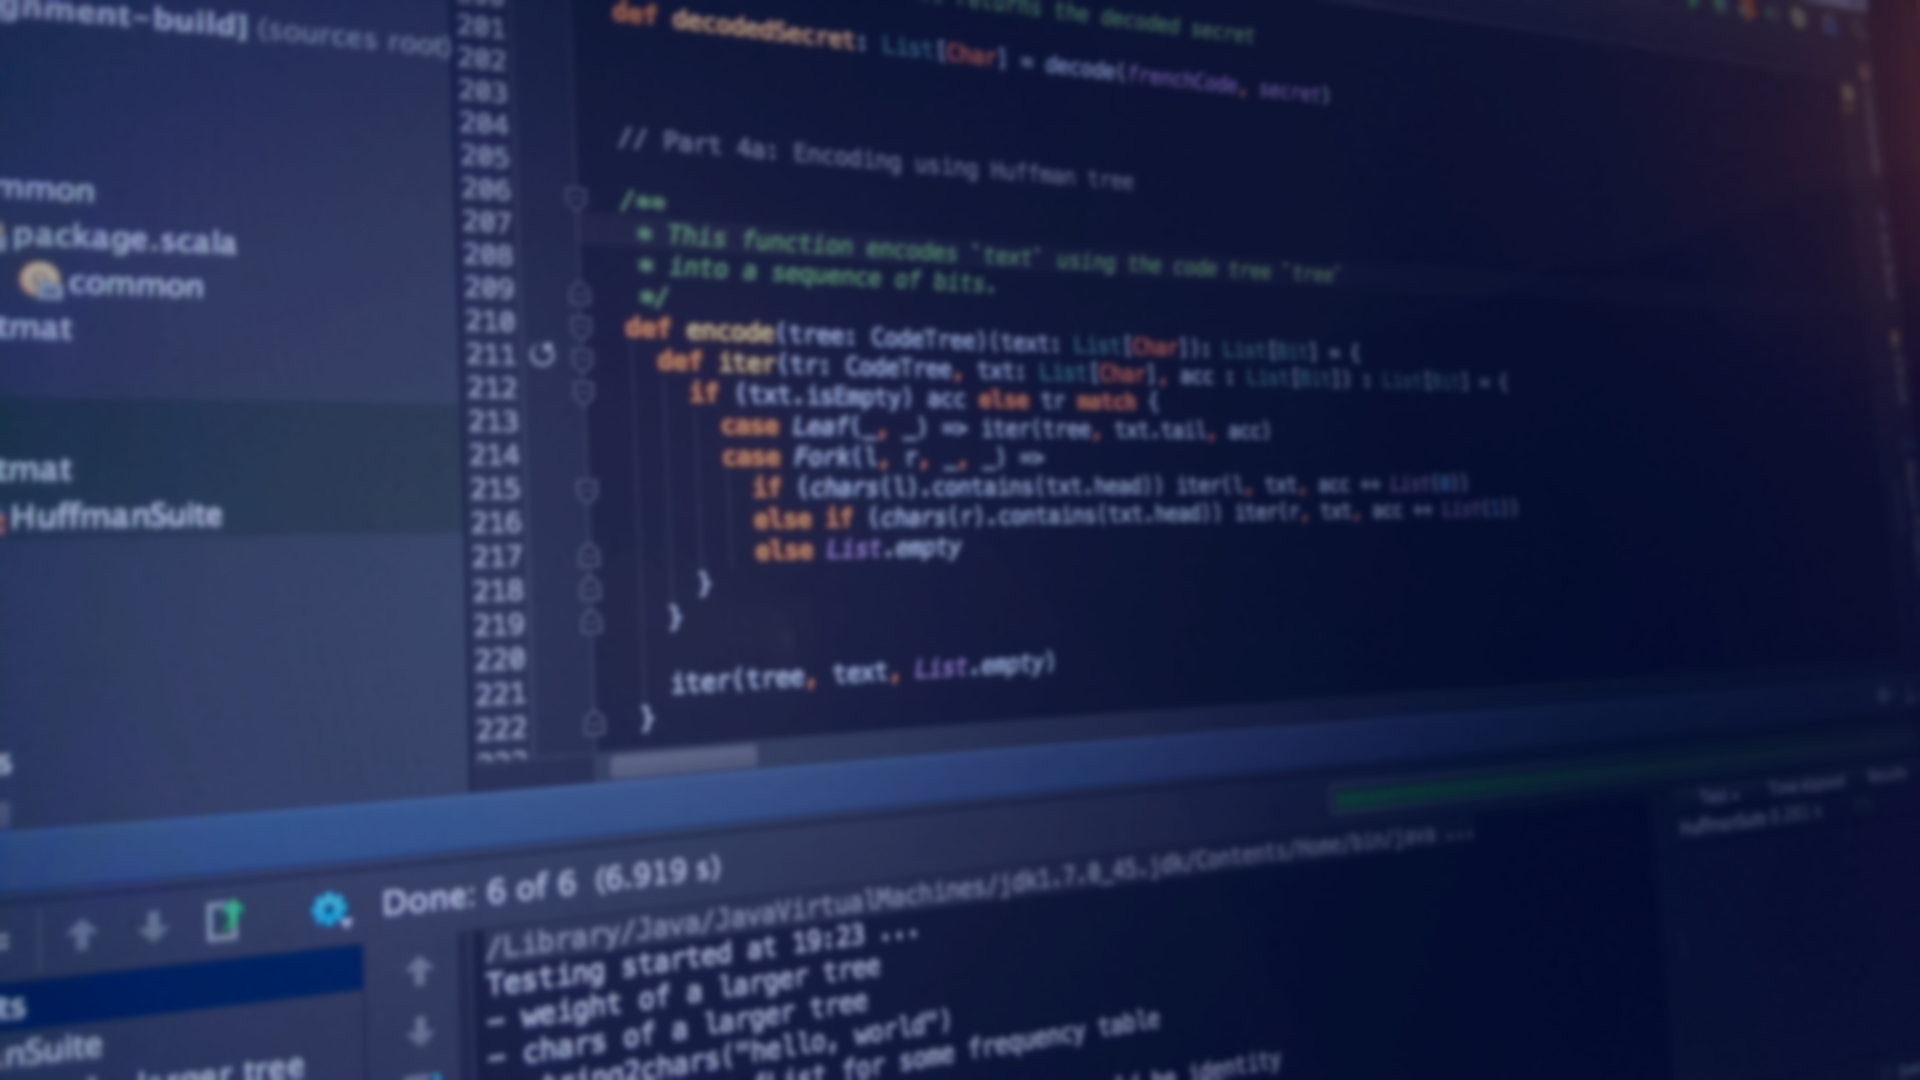 gnment-build] (sources root)
mmon
package.scala
common
tmat
tmat
HuffmanSuite
201
202
203
204
205
206
207
208
209
210
211
212
213
214
215
216
217
218
219
220
221
222
returns the decoded secret
def decodedSecret: List[Char] = decode(frenchCode, secret)
// Part 4a: Encoding using Huffman tree
/**
* This function encodes `text` using the code tree `tree`
* into a sequence of bits.
*/
def encode(tree: CodeTree)(text: List[Char]): List[Bit] = {
def iter(tr: CodeTree, txt: List[Char], acc : List[Bit]) : List[Bit] = {
if (txt.isEmpty) acc else tr match {
case Leaf(_, _) => iter(tree, txt.tail, acc)
case Fork(l, r, _, _) =>
if (chars(l).contains(txt.head)) iter(l, txt, acc ++ List(0))
else if (chars(r).contains(txt.head)) iter(r, txt, acc ++ List(1))
else List.empty
}
}
iter(tree, text, List.empty)
}
Done: 6 of 6 (6.919 s)
/Library/Java/JavaVirtualMachines/jdk1.7.0_45.jdk/Contents/Home/bin/java ...
Testing started at 19:23 ...
- weight of a larger tree
- chars of a larger tree
string2chars("hello, world")
for some frequency table
be identity
ts
nSuite
larger tree